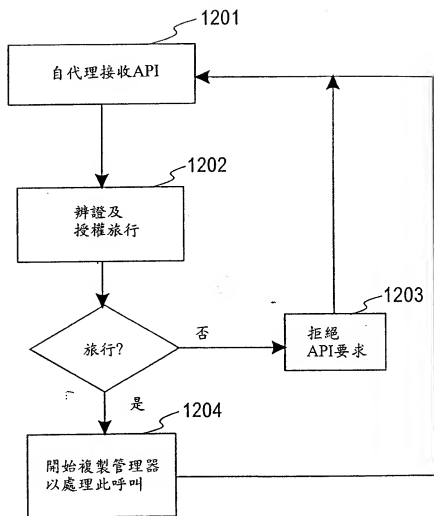 1201
自代理接收API
1202
辨證及
授權旅行
旅行?
否
1203
拒絕
API要求
是
1204
開始複製管理器
以處理此呼叫